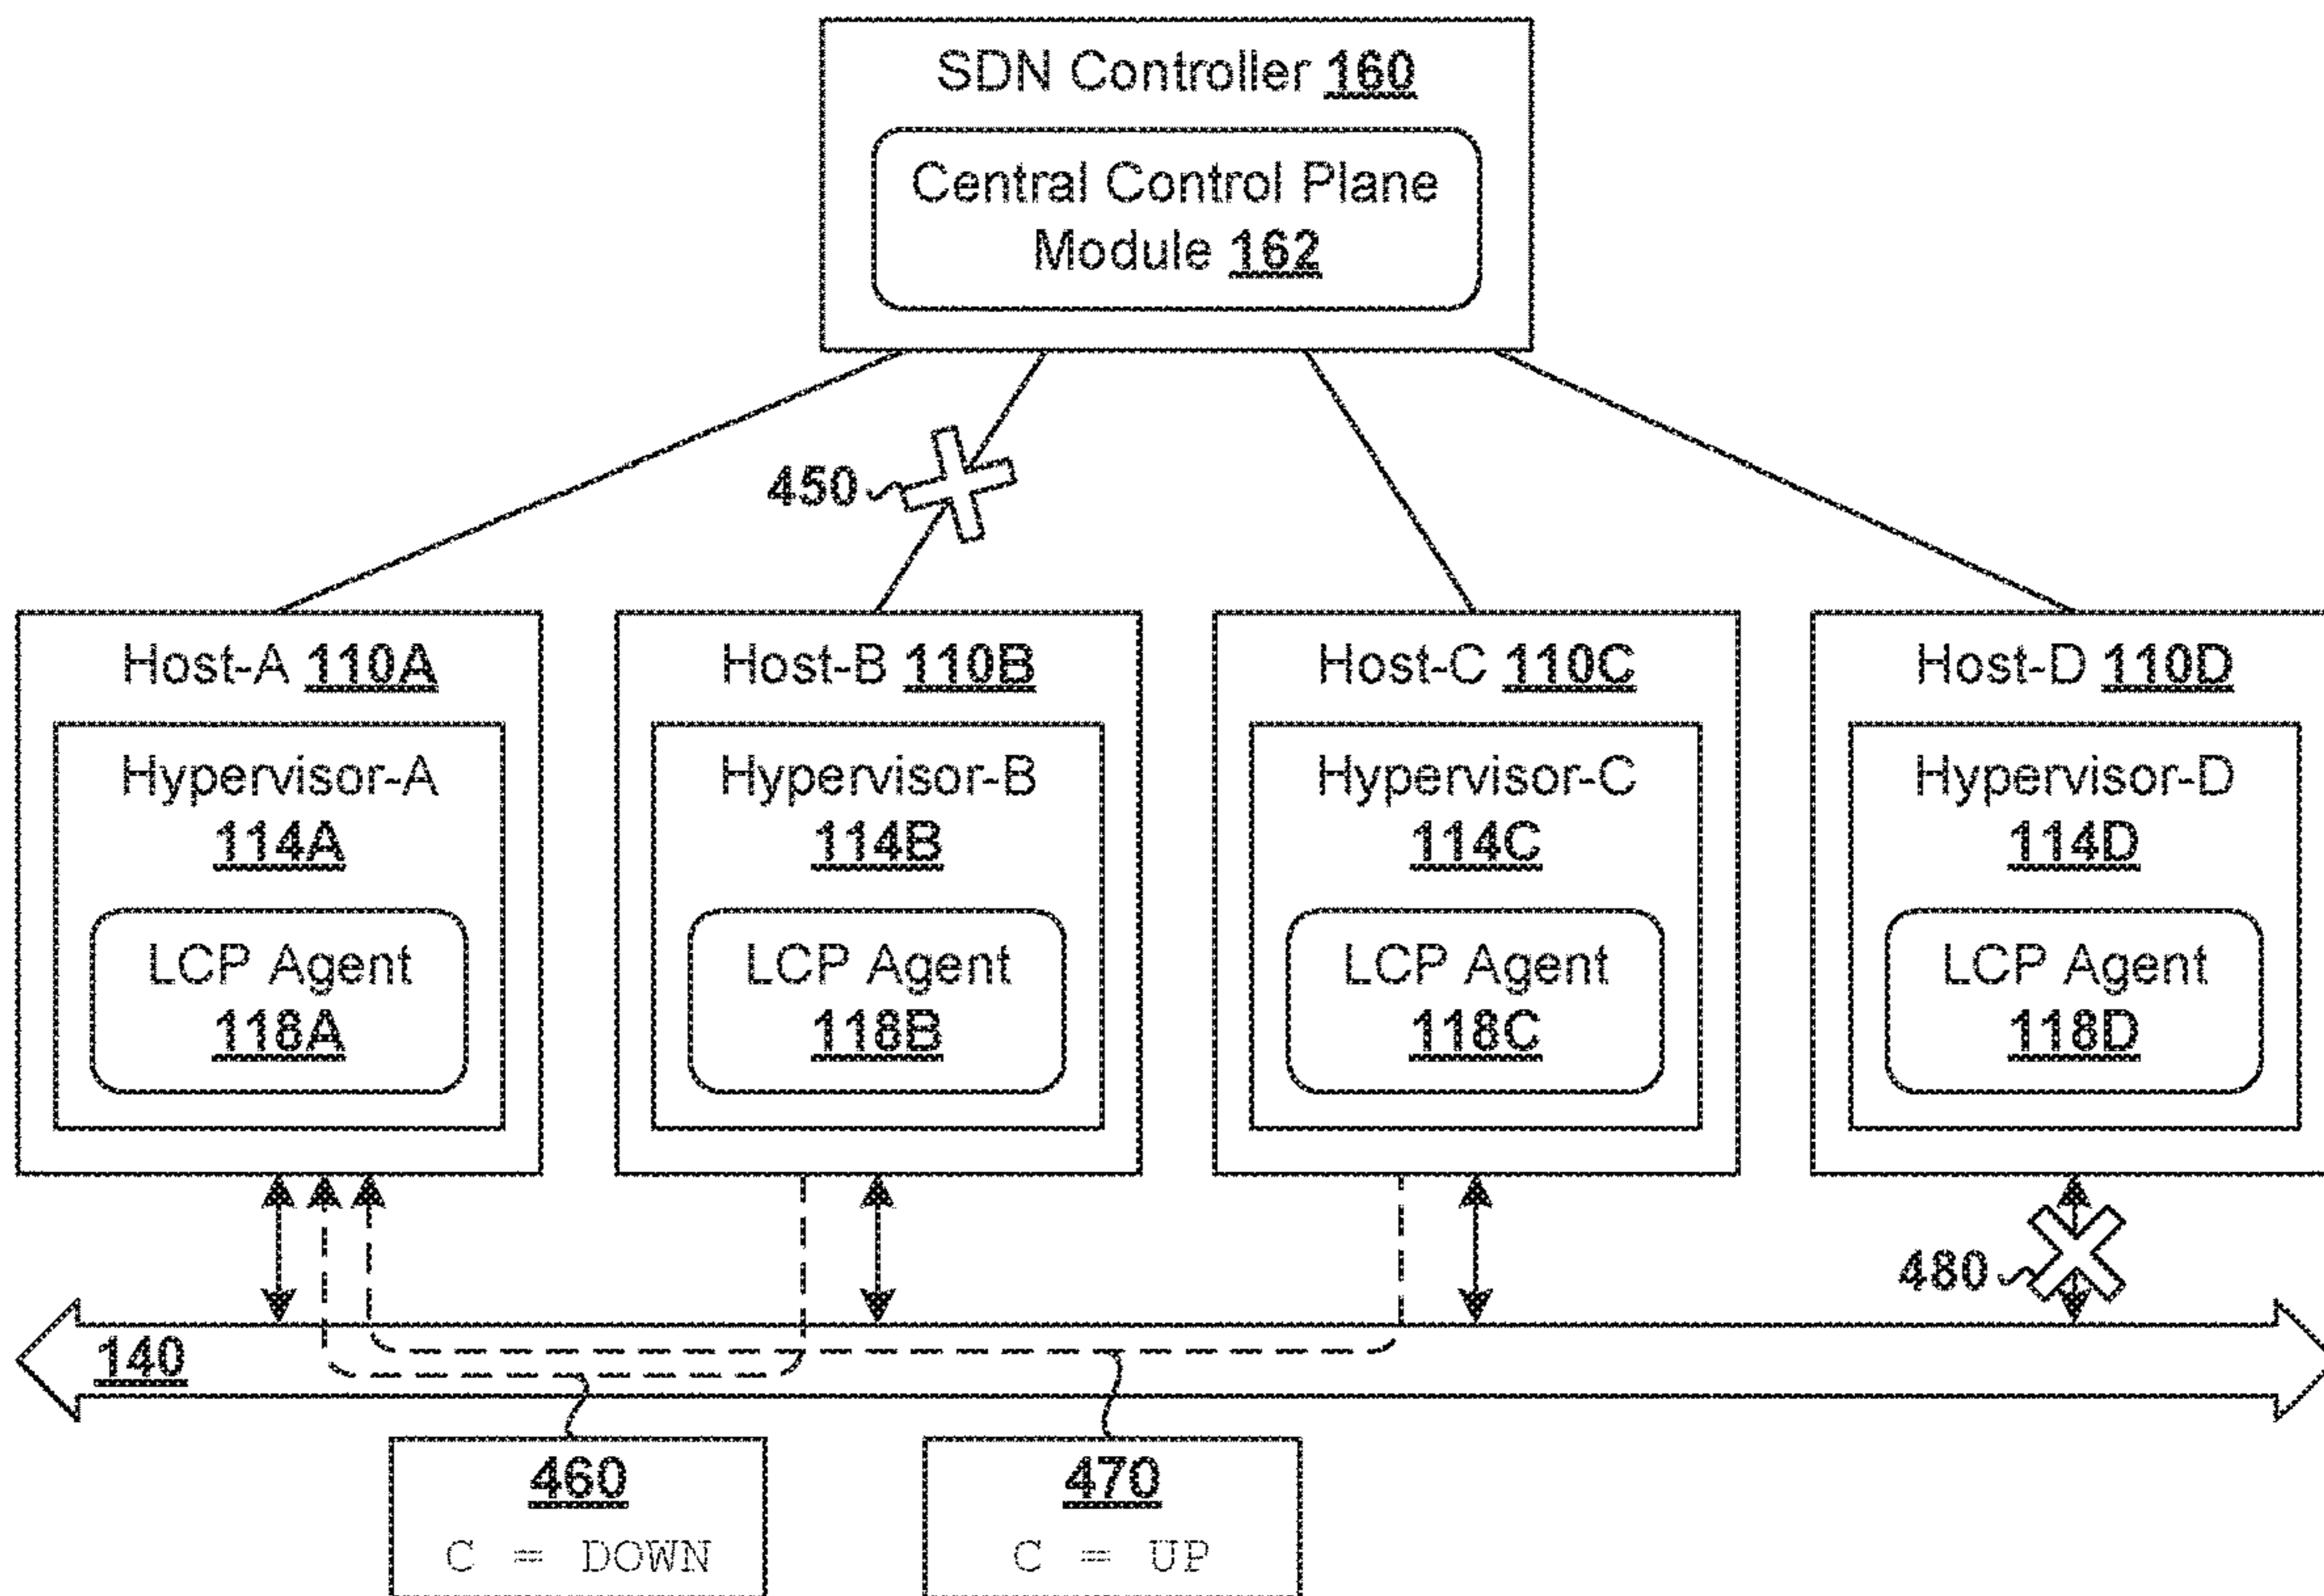 SDN Controller 160
Central Control Plane
Module 162
450
Host-A 110A
Hypervisor-A
114A
LCP Agent
118A
Host-B 110B
Hypervisor-B
114B
LCP Agent
118B
Host-C 110C
Hypervisor-C
114C
LCP Agent
118C
Host-D 110D
Hypervisor-D
114D
LCP Agent
118D
480
140
460
C = DOWN
470
C = UP